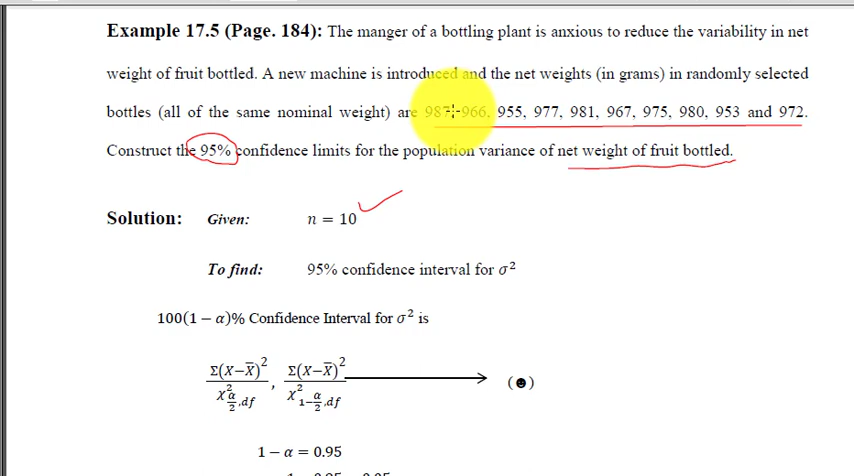 Example 17.5 (Page. 184): The manger of a bottling plant is anxious to reduce the variability in net
weight of fruit bottled. A new machine is introduced and the net weights (in grams) in randomly selected
bottles (all of the same nominal weight) are 987, 966, 955, 977, 981, 967, 975, 980, 953 and 972.
Construct the 95% confidence limits for the population variance of net weight of fruit bottled.
Solution: Given: n = 10
To find: 95% confidence interval for σ²
100(1 − α)% Confidence Interval for σ² is
Σ(X−X̅)² / χ²_{α/2,df} , Σ(X−X̅)² / χ²_{1−α/2,df} ⟶ (☻)
1 − α = 0.95